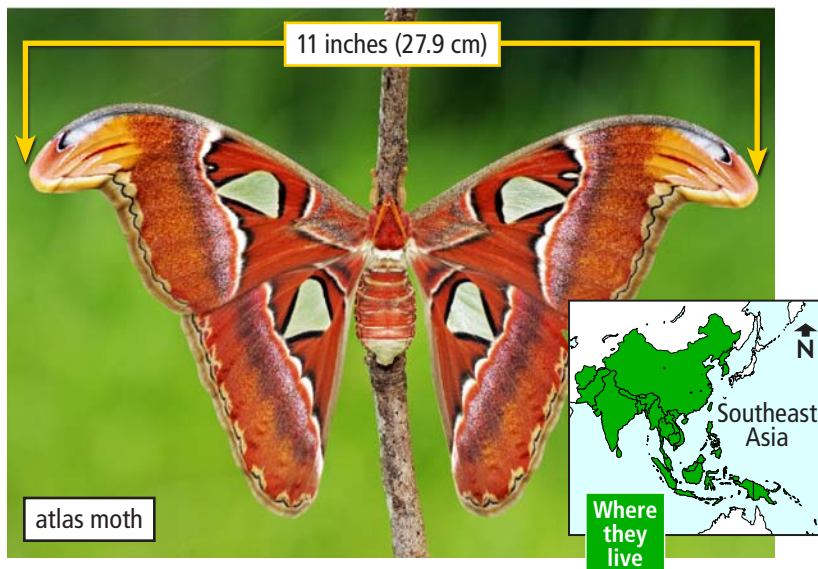 11 inches (27.9 cm)
N
Southeast
Asia
atlas moth
Where
they
live